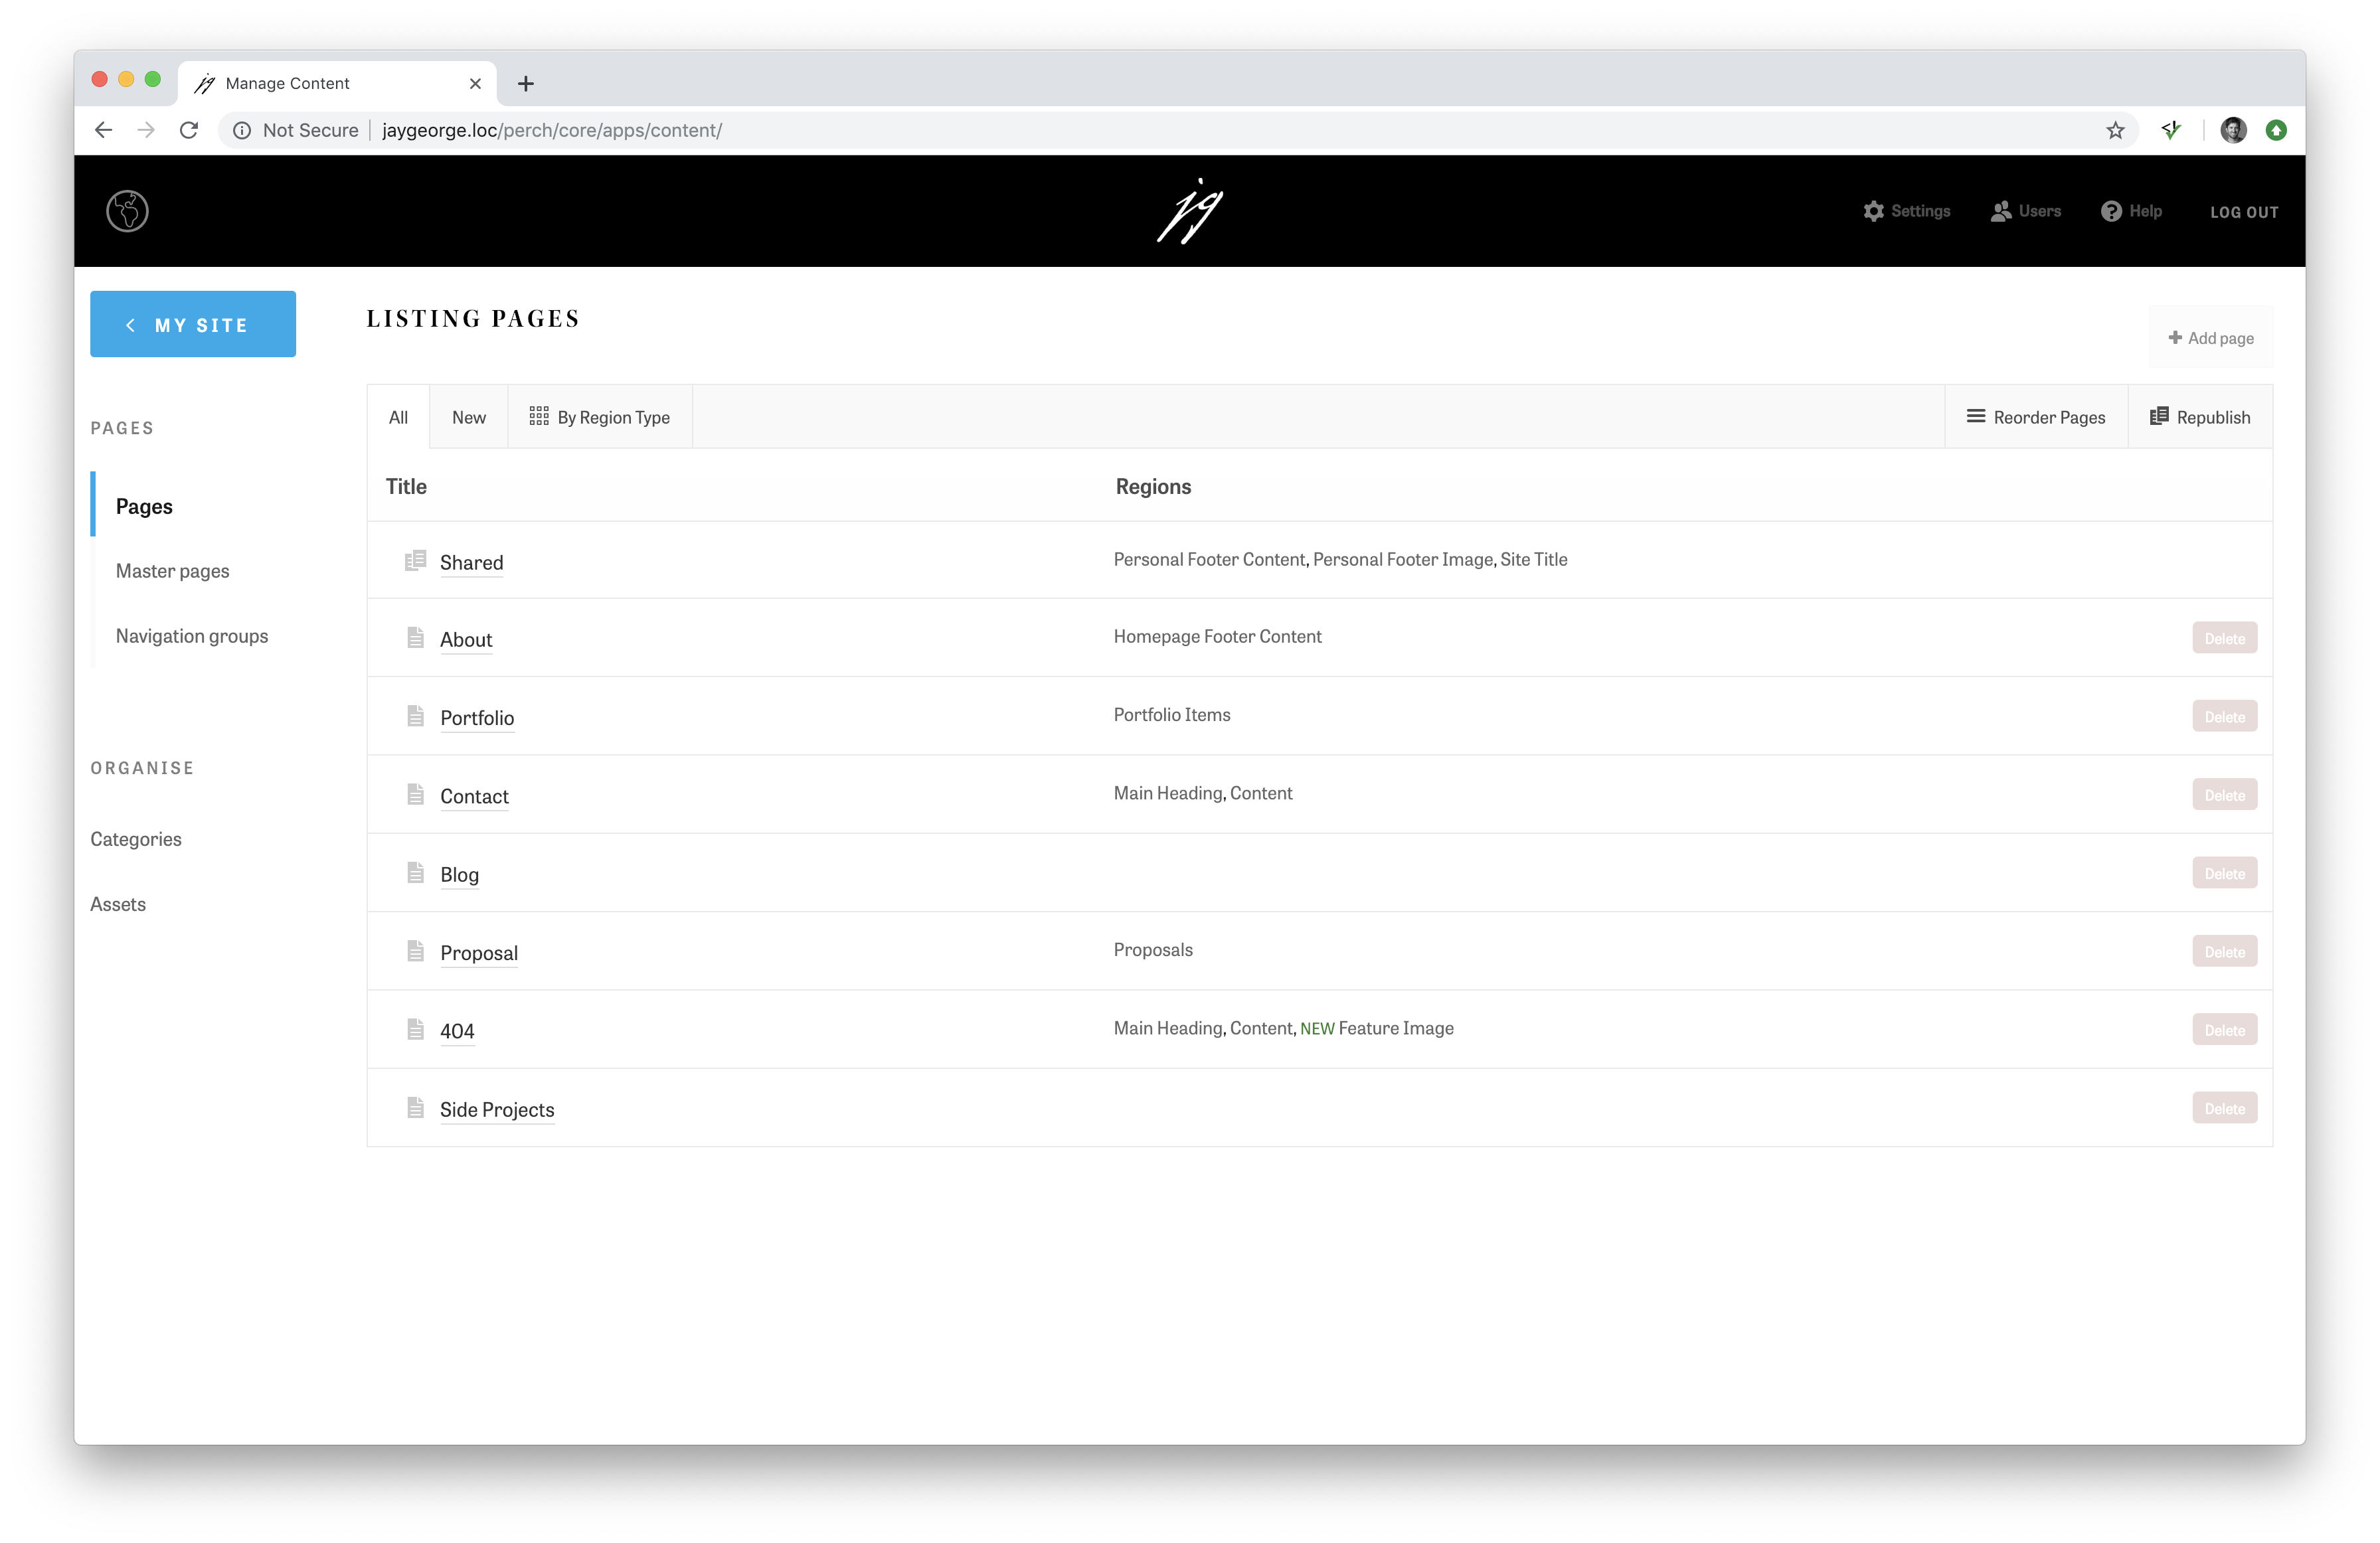 Manage Content
Not Secure | jaygeorge.loc/perch/core/apps/content/
jg
Settings Users Help LOG OUT
MY SITE
LISTING PAGES
Add page
PAGES
Pages
Master pages
Navigation groups
ORGANISE
Categories
Assets
All New By Region Type Reorder Pages Republish
Title Regions
Shared Personal Footer Content, Personal Footer Image, Site Title
About Homepage Footer Content Delete
Portfolio Portfolio Items Delete
Contact Main Heading, Content Delete
Blog Delete
Proposal Proposals Delete
404 Main Heading, Content, NEW Feature Image Delete
Side Projects Delete